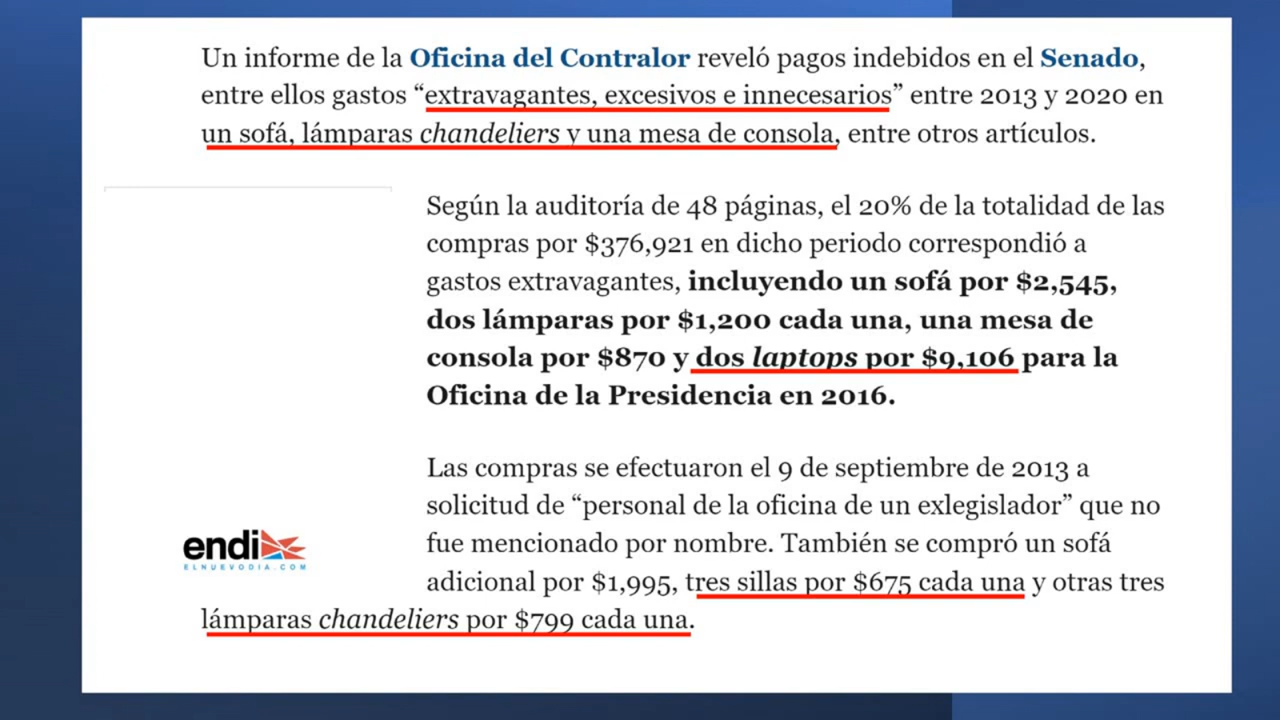 Un informe de la Oficina del Contralor reveló pagos indebidos en el Senado,
entre ellos gastos “extravagantes, excesivos e innecesarios” entre 2013 y 2020 en
un sofá, lámparas chandeliers y una mesa de consola, entre otros artículos.
Según la auditoría de 48 páginas, el 20% de la totalidad de las
compras por $376,921 en dicho periodo correspondió a
gastos extravagantes, incluyendo un sofá por $2,545,
dos lámparas por $1,200 cada una, una mesa de
consola por $870 y dos laptops por $9,106 para la
Oficina de la Presidencia en 2016.
Las compras se efectuaron el 9 de septiembre de 2013 a
solicitud de “personal de la oficina de un exlegislador” que no
fue mencionado por nombre. También se compró un sofá
adicional por $1,995, tres sillas por $675 cada una y otras tres
lámparas chandeliers por $799 cada una.
endi
ELNUEVODIA.COM